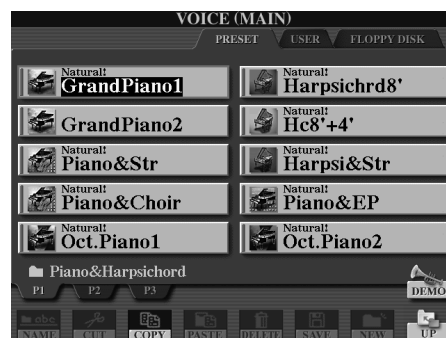 VOICE (MAIN)
PRESET USER FLOPPY DISK
Natural!
GrandPiano1
Natural!
Harpsichrd8'
GrandPiano2
Natural!
Hc8'+4'
Natural!
Piano&Str
Natural!
Harpsi&Str
Natural!
Piano&Choir
Natural!
Piano&EP
Natural!
Oct.Piano1
Natural!
Oct.Piano2
Piano&Harpsichord
P1 P2 P3
DEMO
abc
NAME CUT COPY PASTE DELETE SAVE NEW UP